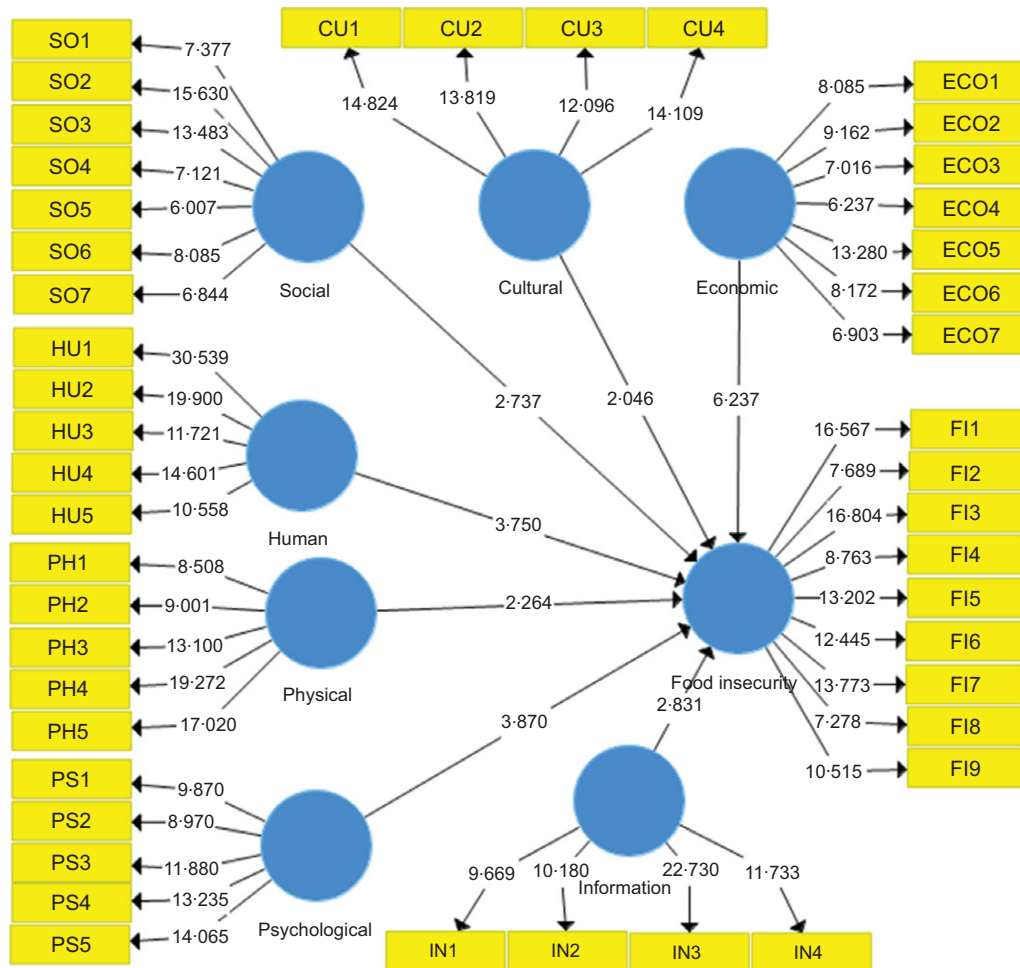 CU1 CU2 CU3 CU4
14·824 13·819 12·096 14·109
SO1 7·377
SO2 15·630
SO3 13·483
SO4 7·121
SO5 6·007
SO6 8·085
SO7 6·844
Social
Cultural
Economic
8·085 ECO1
9·162 ECO2
7·016 ECO3
6·237 ECO4
13·280 ECO5
8·172 ECO6
6·903 ECO7
HU1 30·539
HU2 19·900
HU3 11·721
HU4 14·601
HU5 10·558
Human
2·737
2·046
6·237
3·750
2·264
3·870
2·831
PH1 8·508
PH2 9·001
PH3 13·100
PH4 19·272
PH5 17·020
Physical
Food insecurity
16·567 FI1
7·689 FI2
16·804 FI3
8·763 FI4
13·202 FI5
12·445 FI6
13·773 FI7
7·278 FI8
10·515 FI9
PS1 9·870
PS2 8·970
PS3 11·880
PS4 13·235
PS5 14·065
Psychological
Information
9·669 10·180 22·730 11·733
IN1 IN2 IN3 IN4